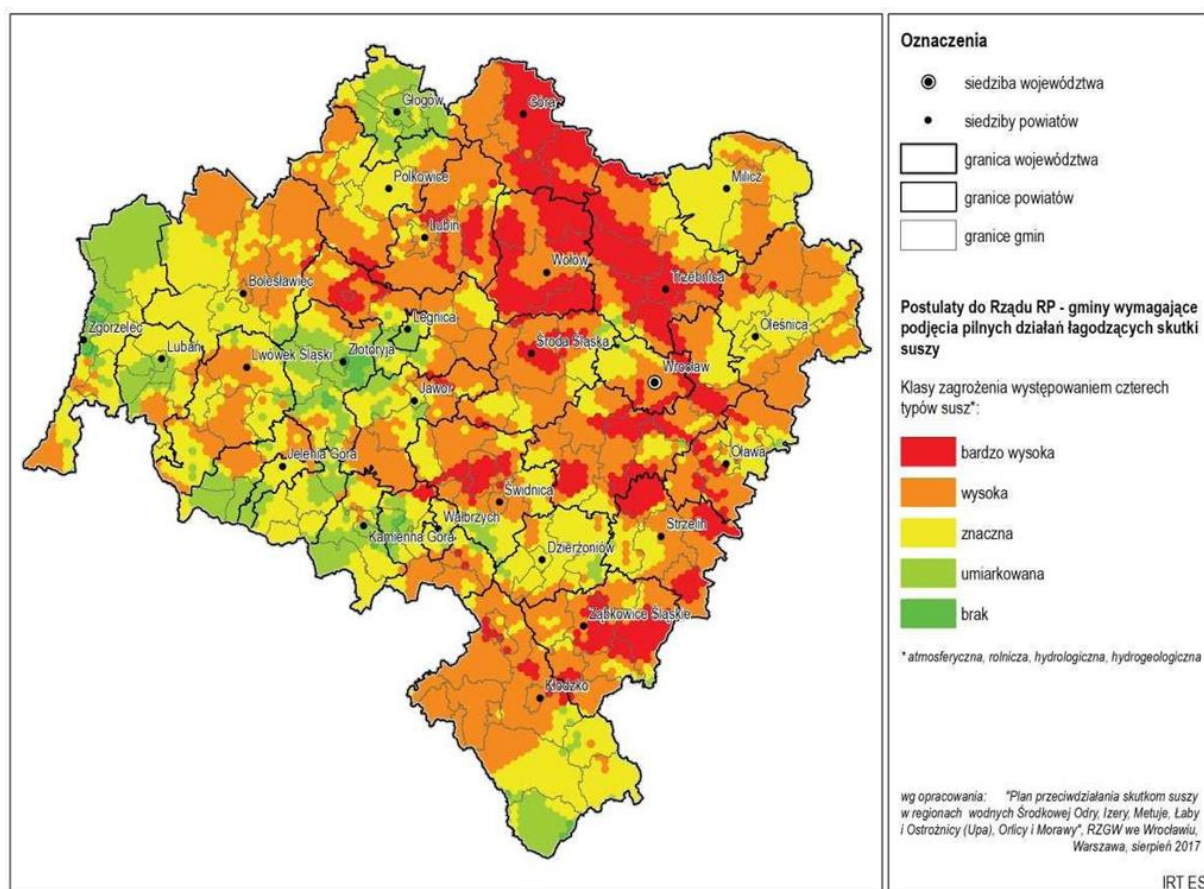 Głogów
Góra
Polkowice
Milicz
Lubin
Wołów
Bolesławiec
Trzebnica
Legnica
Zgorzelec
Oleśnica
Lubań
Lwówek Śląski
Złotoryja
Środa Śląska
Wrocław
Jawor
Jelenia Góra
Oława
Świdnica
Wałbrzych
Kamienna Góra
Strzelin
Dzierżoniów
Ząbkowice Śląskie
Kłodzko
Oznaczenia
siedziba województwa
siedziby powiatów
granica województwa
granice powiatów
granice gmin
Postulaty do Rządu RP - gminy wymagające
podjęcia pilnych działań łagodzących skutki
suszy
Klasy zagrożenia występowaniem czterech
typów susz*:
bardzo wysoka
wysoka
znaczna
umiarkowana
brak
* atmosferyczna, rolnicza, hydrologiczna, hydrogeologiczna
wg opracowania: "Plan przeciwdziałania skutkom suszy
w regionach wodnych Środkowej Odry, Izery, Metuje, Łaby
i Ostrożnicy (Upa), Orlicy i Morawy", RZGW we Wrocławiu,
Warszawa, sierpień 2017
IRT ES